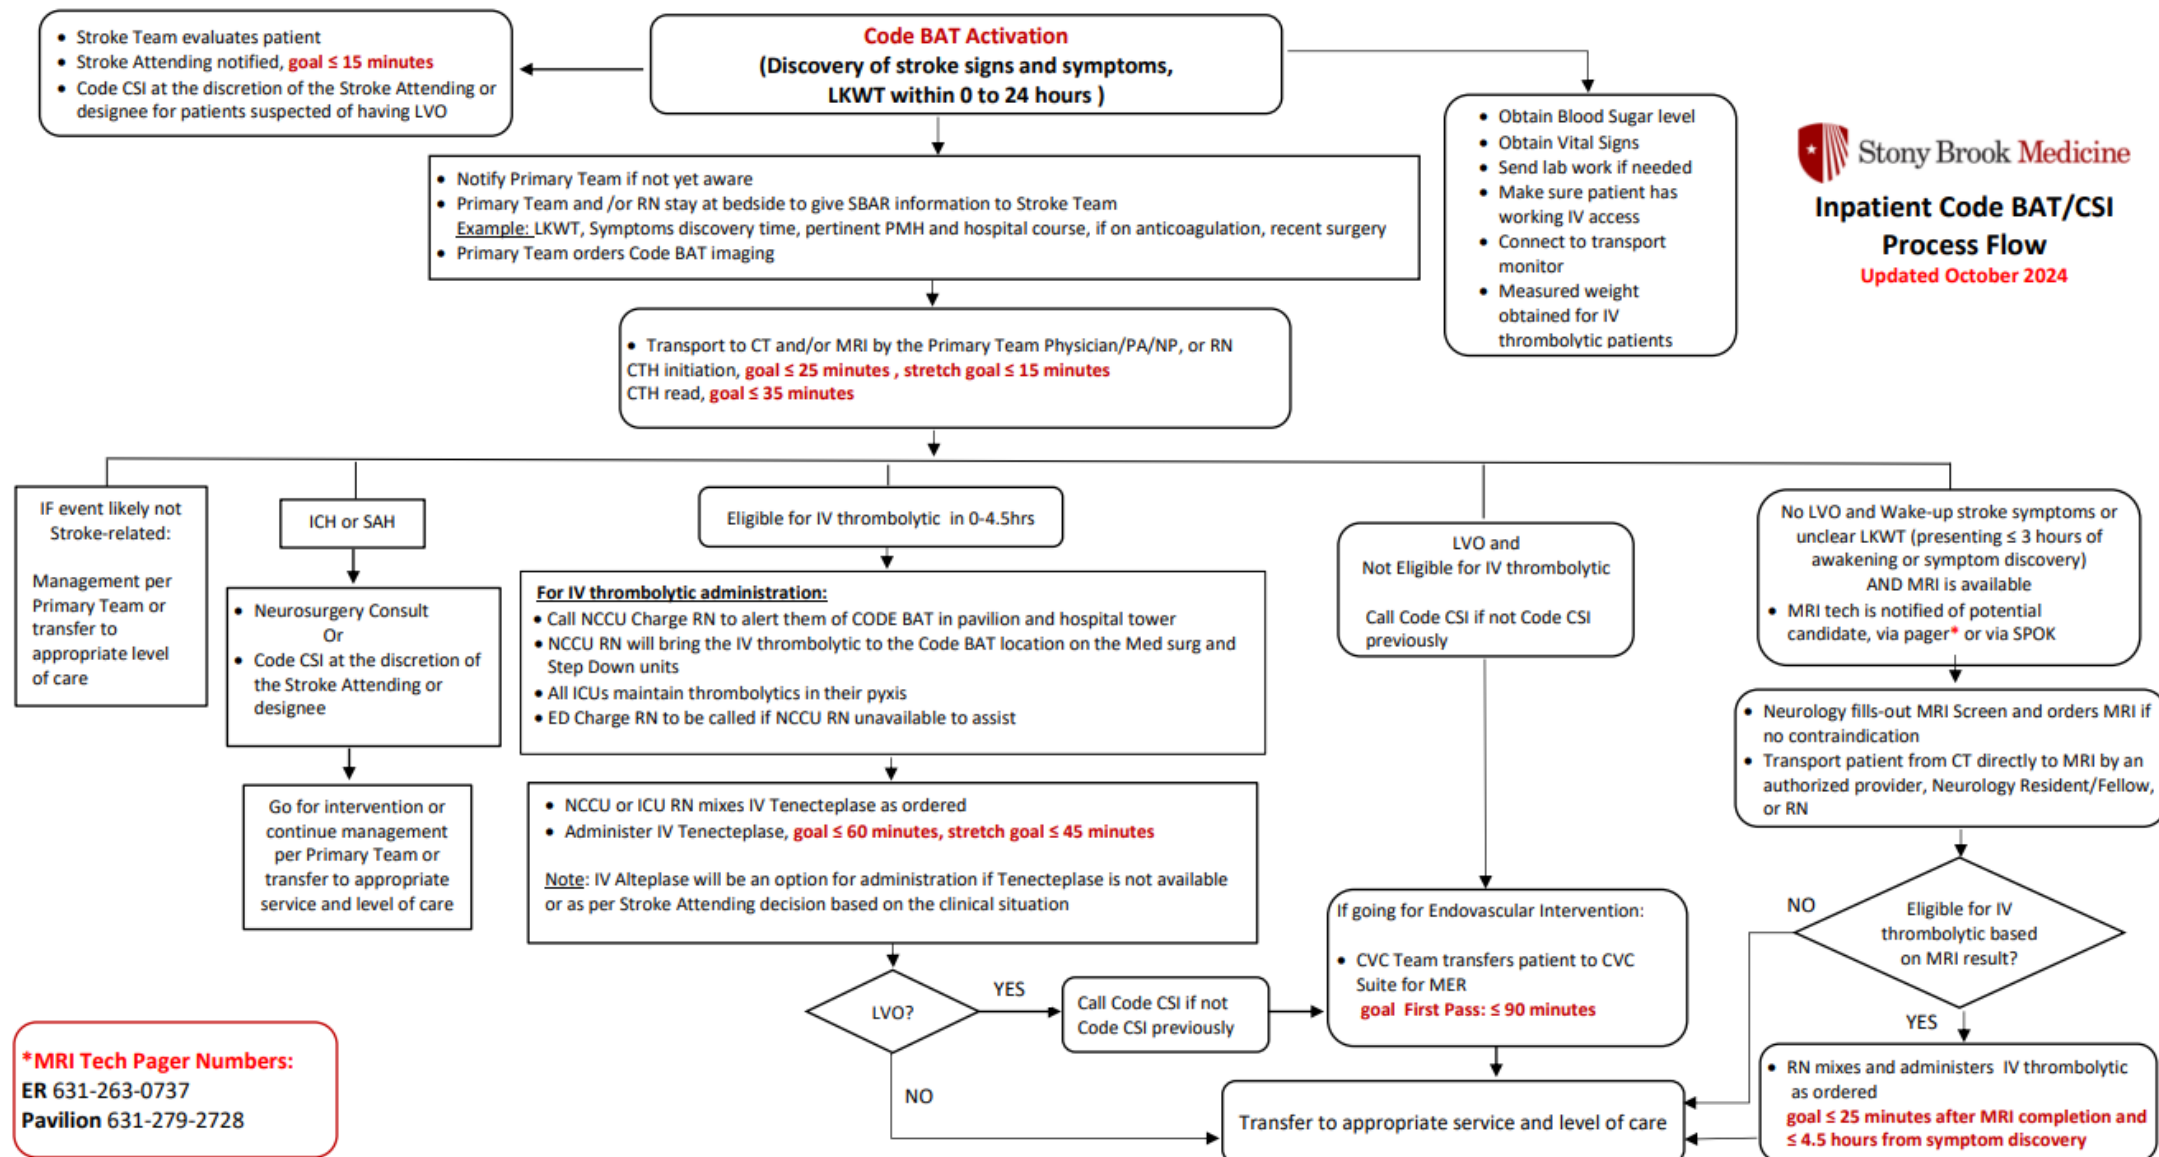 • Stroke Team evaluates patient
• Stroke Attending notified, goal ≤ 15 minutes
• Code CSI at the discretion of the Stroke Attending or
designee for patients suspected of having LVO
Code BAT Activation
(Discovery of stroke signs and symptoms,
LKWT within 0 to 24 hours )
• Obtain Blood Sugar level
• Obtain Vital Signs
• Send lab work if needed
• Make sure patient has
working IV access
• Connect to transport
monitor
• Measured weight
obtained for IV
thrombolytic patients
Stony Brook Medicine
Inpatient Code BAT/CSI
Process Flow
Updated October 2024
• Notify Primary Team if not yet aware
• Primary Team and /or RN stay at bedside to give SBAR information to Stroke Team
Example: LKWT, Symptoms discovery time, pertinent PMH and hospital course, if on anticoagulation, recent surgery
• Primary Team orders Code BAT imaging
• Transport to CT and/or MRI by the Primary Team Physician/PA/NP, or RN
CTH initiation, goal ≤ 25 minutes , stretch goal ≤ 15 minutes
CTH read, goal ≤ 35 minutes
IF event likely not
Stroke-related:
Management per
Primary Team or
transfer to
appropriate level
of care
ICH or SAH
• Neurosurgery Consult
Or
• Code CSI at the discretion of
the Stroke Attending or
designee
Go for intervention or
continue management
per Primary Team or
transfer to appropriate
service and level of care
Eligible for IV thrombolytic in 0-4.5hrs
For IV thrombolytic administration:
• Call NCCU Charge RN to alert them of CODE BAT in pavilion and hospital tower
• NCCU RN will bring the IV thrombolytic to the Code BAT location on the Med surg and
Step Down units
• All ICUs maintain thrombolytics in their pyxis
• ED Charge RN to be called if NCCU RN unavailable to assist
• NCCU or ICU RN mixes IV Tenecteplase as ordered
• Administer IV Tenecteplase, goal ≤ 60 minutes, stretch goal ≤ 45 minutes
Note: IV Alteplase will be an option for administration if Tenecteplase is not available
or as per Stroke Attending decision based on the clinical situation
LVO?
YES
NO
Call Code CSI if not
Code CSI previously
LVO and
Not Eligible for IV thrombolytic
Call Code CSI if not Code CSI
previously
If going for Endovascular Intervention:
• CVC Team transfers patient to CVC
Suite for MER
goal First Pass: ≤ 90 minutes
Transfer to appropriate service and level of care
No LVO and Wake-up stroke symptoms or
unclear LKWT (presenting ≤ 3 hours of
awakening or symptom discovery)
AND MRI is available
• MRI tech is notified of potential
candidate, via pager* or via SPOK
• Neurology fills-out MRI Screen and orders MRI if
no contraindication
• Transport patient from CT directly to MRI by an
authorized provider, Neurology Resident/Fellow,
or RN
NO
Eligible for IV
thrombolytic based
on MRI result?
YES
• RN mixes and administers IV thrombolytic
as ordered
goal ≤ 25 minutes after MRI completion and
≤ 4.5 hours from symptom discovery
*MRI Tech Pager Numbers:
ER 631-263-0737
Pavilion 631-279-2728